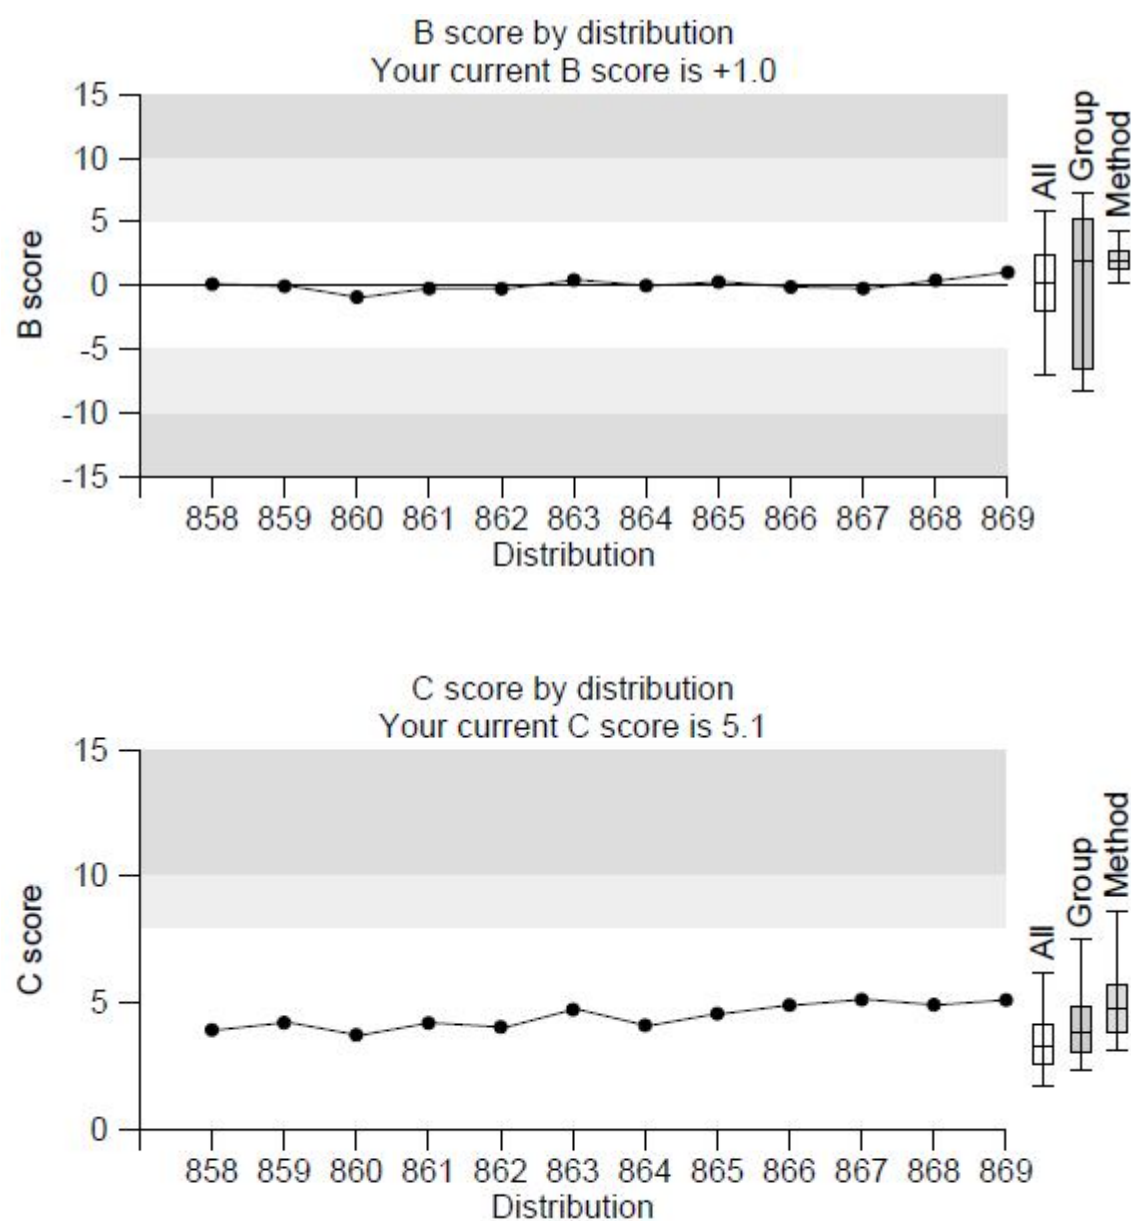 B score by distribution
Your current B score is +1.0
15
10
5
0
-5
-10
-15
B score
858 859 860 861 862 863 864 865 866 867 868 869
Distribution
All
Group
Method
C score by distribution
Your current C score is 5.1
15
10
5
0
C score
858 859 860 861 862 863 864 865 866 867 868 869
Distribution
All
Group
Method